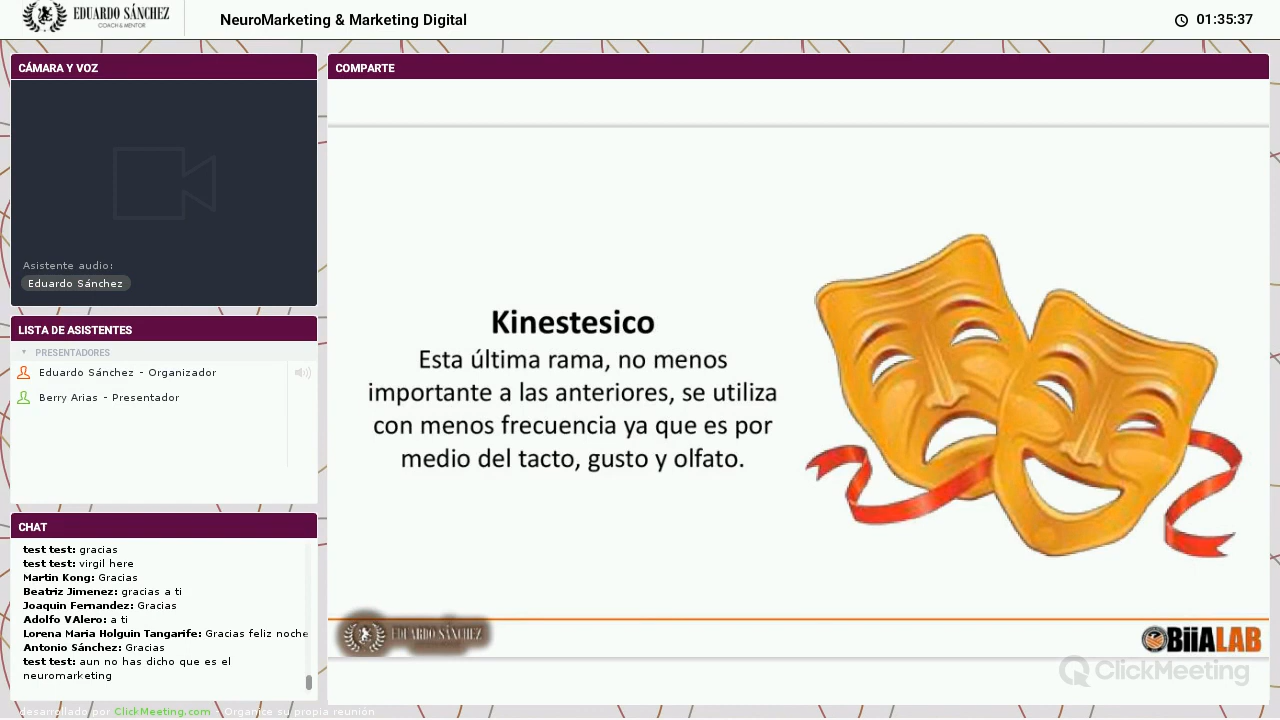 EDUARDO SÁNCHEZ
COACH & MENTOR
NeuroMarketing & Marketing Digital
01:35:37
CÁMARA Y VOZ
Asistente audio:
Eduardo Sánchez
LISTA DE ASISTENTES
PRESENTADORES
Eduardo Sánchez - Organizador
Berry Arias - Presentador
CHAT
test test: gracias
test test: virgil here
Martin Kong: Gracias
Beatriz Jimenez: gracias a ti
Joaquin Fernandez: Gracias
Adolfo VAlero: a ti
Lorena Maria Holguin Tangarife: Gracias feliz noche
Antonio Sánchez: Gracias
test test: aun no has dicho que es el
neuromarketing
desarrollado por ClickMeeting.com - Organice su propia reunión
COMPARTE
Kinestesico
Esta última rama, no menos
importante a las anteriores, se utiliza
con menos frecuencia ya que es por
medio del tacto, gusto y olfato.
EDUARDO SÁNCHEZ
BiiALAB
ClickMeeting